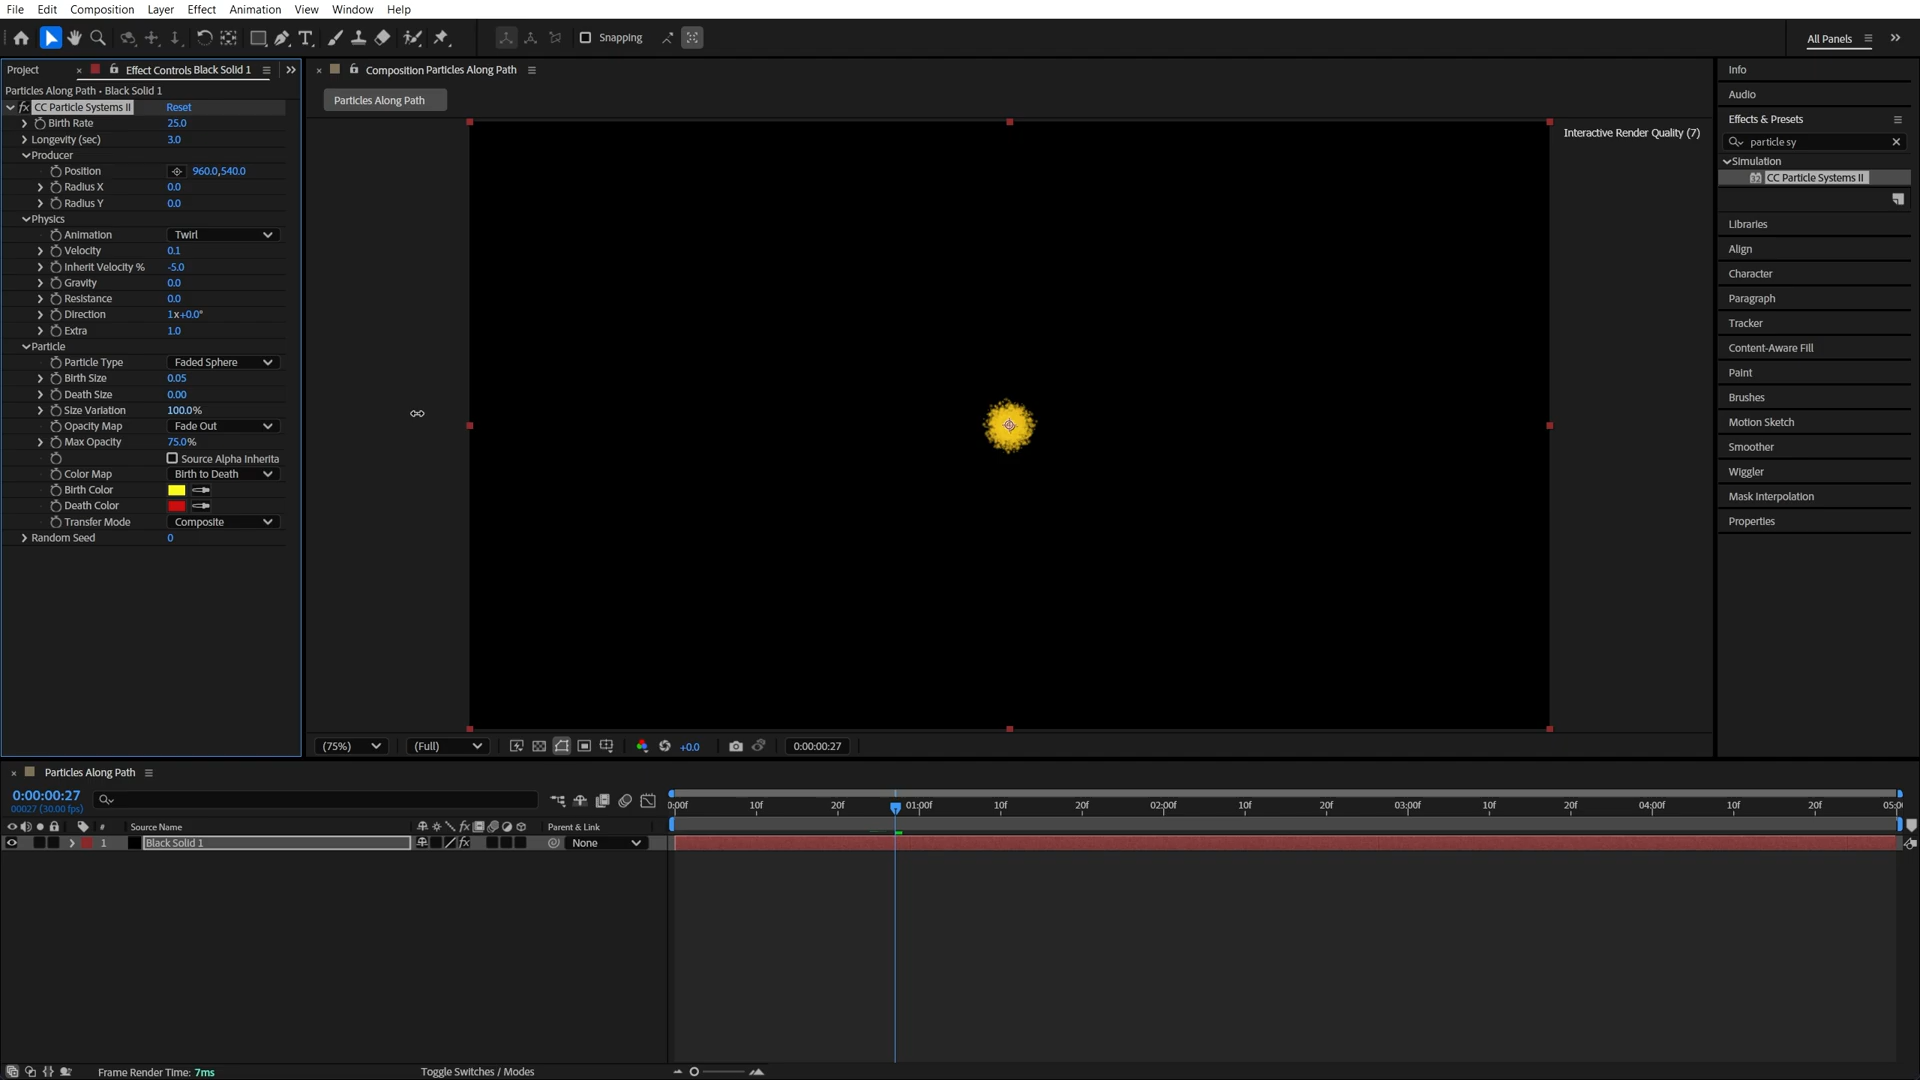 File Edit Composition Layer Effect Animation View Window Help
Snapping
All Panels
Project
Effect Controls Black Solid 1
Particles Along Path • Black Solid 1
fx CC Particle Systems II Reset
Birth Rate 25.0
Longevity (sec) 3.0
Producer
Position 960.0,540.0
Radius X 0.0
Radius Y 0.0
Physics
Animation Twirl
Velocity 0.1
Inherit Velocity % -5.0
Gravity 0.0
Resistance 0.0
Direction 1x+0.0°
Extra 1.0
Particle
Particle Type Faded Sphere
Birth Size 0.05
Death Size 0.00
Size Variation 100.0%
Opacity Map Fade Out
Max Opacity 75.0%
Source Alpha Inherita
Color Map Birth to Death
Birth Color
Death Color
Transfer Mode Composite
Random Seed 0
Composition Particles Along Path
Particles Along Path
Interactive Render Quality (7)
(75%) (Full) +0.0 0:00:00:27
Info
Audio
Effects & Presets
particle sy
Simulation
32 CC Particle Systems II
Libraries
Align
Character
Paragraph
Tracker
Content-Aware Fill
Paint
Brushes
Motion Sketch
Smoother
Wiggler
Mask Interpolation
Properties
Particles Along Path
0:00:00:27
00027 (30.00 fps)
):00f 10f 20f 01:00f 10f 20f 02:00f 10f 20f 03:00f 10f 20f 04:00f 10f 20f 05:0
# Source Name fx Parent & Link
1 Black Solid 1 fx None
Frame Render Time: 7ms
Toggle Switches / Modes